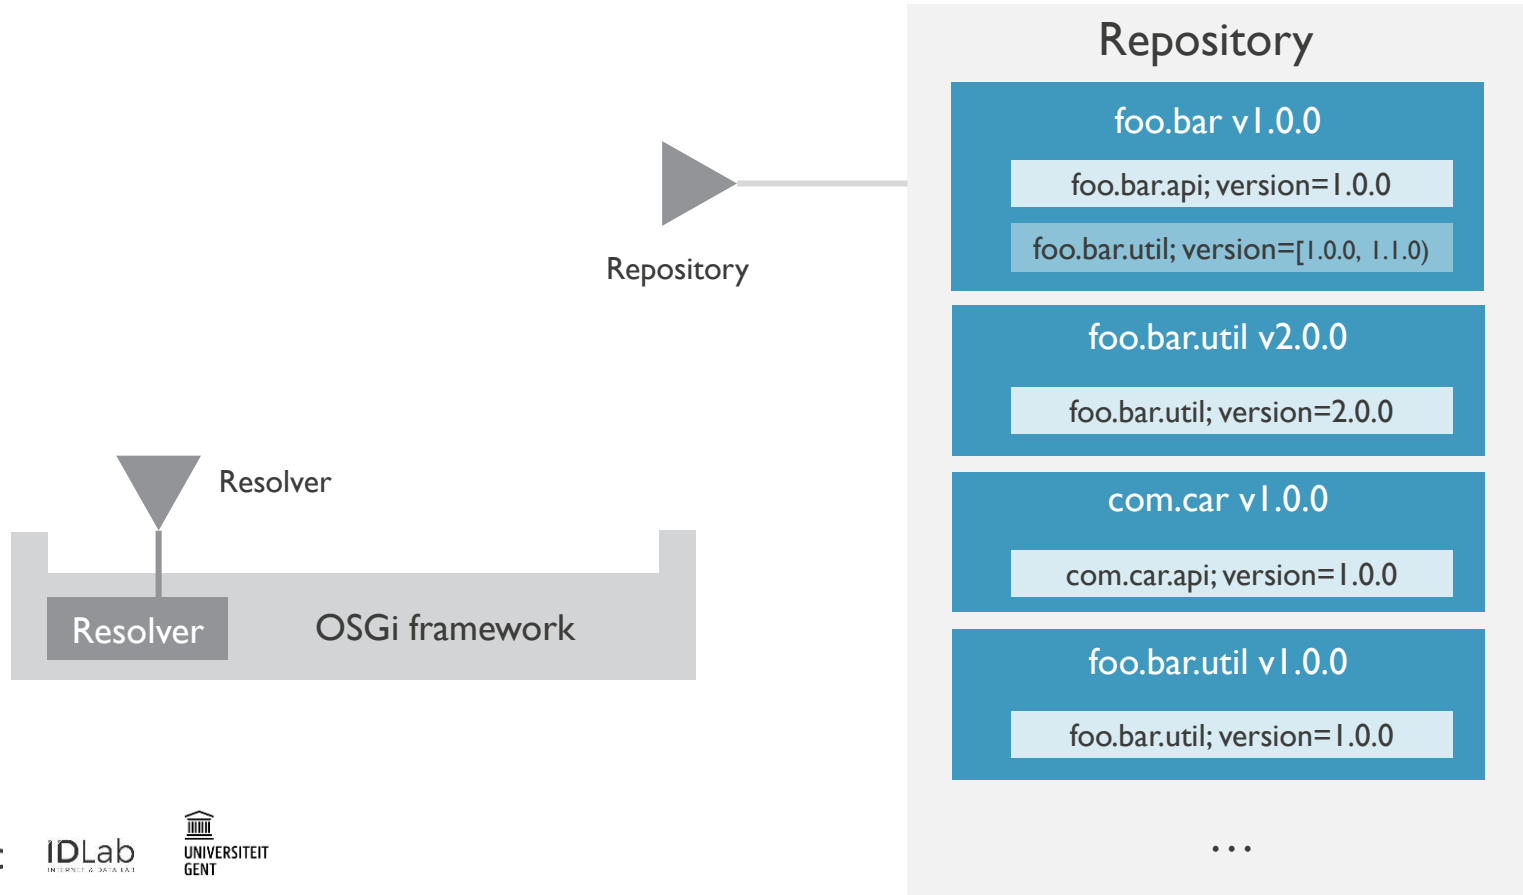 Repository
foo.bar v1.0.0
foo.bar.api; version=1.0.0
foo.bar.util; version=[1.0.0, 1.1.0)
Repository
foo.bar.util v2.0.0
foo.bar.util; version=2.0.0
Resolver
com.car v1.0.0
com.car.api; version=1.0.0
Resolver
OSGi framework
foo.bar.util v1.0.0
foo.bar.util; version=1.0.0
...
IDLab
INTERNET & DATA LAB
UNIVERSITEIT
GENT